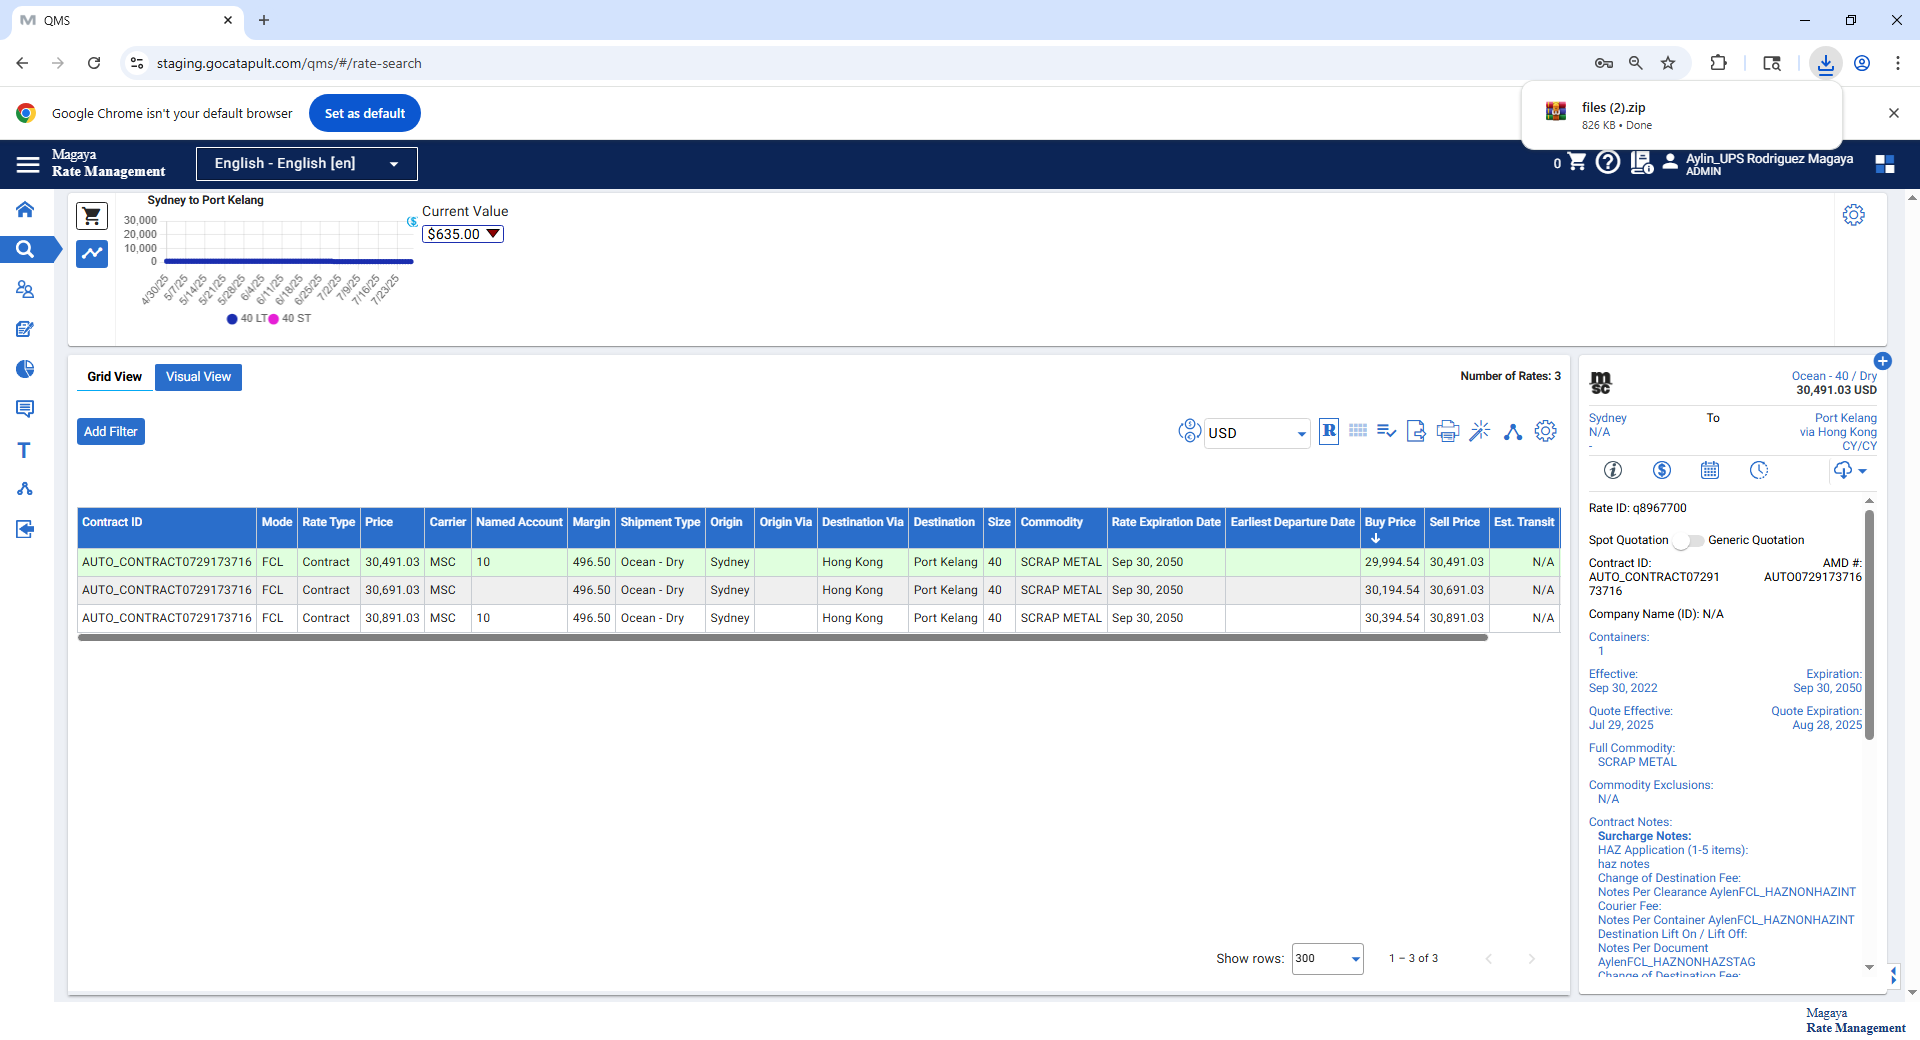 QMS
staging.gocatapult.com/qms/#/rate-search
Google Chrome isn't your default browser
Set as default
files (2).zip
826 KB • Done
Magaya
Rate Management
English - English [en]
0
Aylin_UPS Rodriguez Magaya
ADMIN
Sydney to Port Kelang
30,000
20,000
10,000
0
4/30/25
5/7/25
5/14/25
5/21/25
5/28/25
6/4/25
6/11/25
6/18/25
6/25/25
7/2/25
7/9/25
7/16/25
7/23/25
40 LT
40 ST
Current Value
$635.00
Grid View
Visual View
Number of Rates: 3
Add Filter
USD
R
Contract ID Mode Rate Type Price Carrier Named Account Margin Shipment Type Origin Origin Via Destination Via Destination Size Commodity Rate Expiration Date Earliest Departure Date Buy Price Sell Price Est. Transit
AUTO_CONTRACT0729173716 FCL Contract 30,491.03 MSC 10 496.50 Ocean - Dry Sydney Hong Kong Port Kelang 40 SCRAP METAL Sep 30, 2050 29,994.54 30,491.03 N/A
AUTO_CONTRACT0729173716 FCL Contract 30,691.03 MSC 496.50 Ocean - Dry Sydney Hong Kong Port Kelang 40 SCRAP METAL Sep 30, 2050 30,194.54 30,691.03 N/A
AUTO_CONTRACT0729173716 FCL Contract 30,891.03 MSC 10 496.50 Ocean - Dry Sydney Hong Kong Port Kelang 40 SCRAP METAL Sep 30, 2050 30,394.54 30,891.03 N/A
Show rows: 300 1 – 3 of 3
msc
Ocean - 40 / Dry
30,491.03 USD
Sydney To Port Kelang
N/A via Hong Kong
- CY/CY
Rate ID: q8967700
Spot Quotation Generic Quotation
Contract ID: AMD #:
AUTO_CONTRACT07291 AUTO0729173716
73716
Company Name (ID): N/A
Containers:
1
Effective: Expiration:
Sep 30, 2022 Sep 30, 2050
Quote Effective: Quote Expiration:
Jul 29, 2025 Aug 28, 2025
Full Commodity:
SCRAP METAL
Commodity Exclusions:
N/A
Contract Notes:
Surcharge Notes:
HAZ Application (1-5 items):
haz notes
Change of Destination Fee:
Notes Per Clearance AylenFCL_HAZNONHAZINT
Courier Fee:
Notes Per Container AylenFCL_HAZNONHAZINT
Destination Lift On / Lift Off:
Notes Per Document
AylenFCL_HAZNONHAZSTAG
Change of Destination Fee:
Magaya
Rate Management